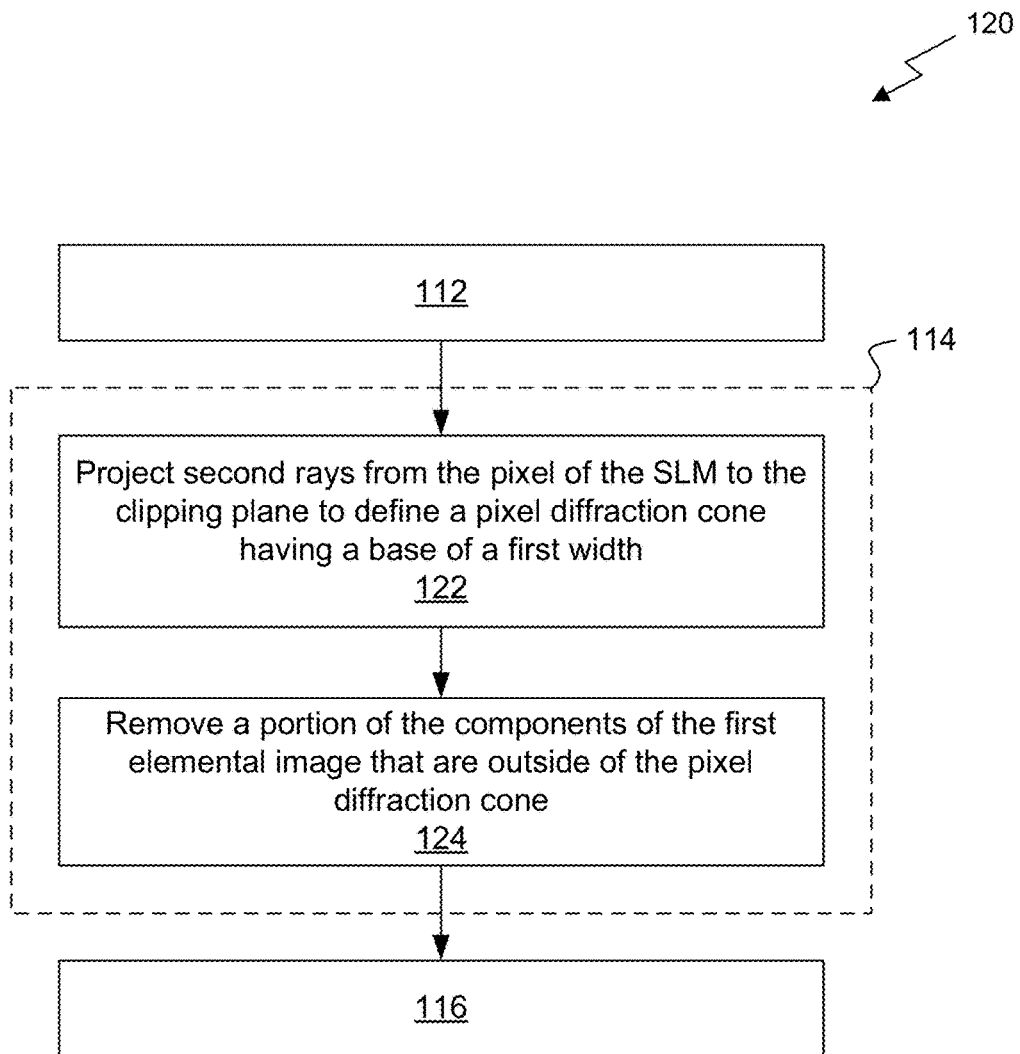 120
112
114
Project second rays from the pixel of the SLM to the
clipping plane to define a pixel diffraction cone
having a base of a first width
122
Remove a portion of the components of the first
elemental image that are outside of the pixel
diffraction cone
124
116